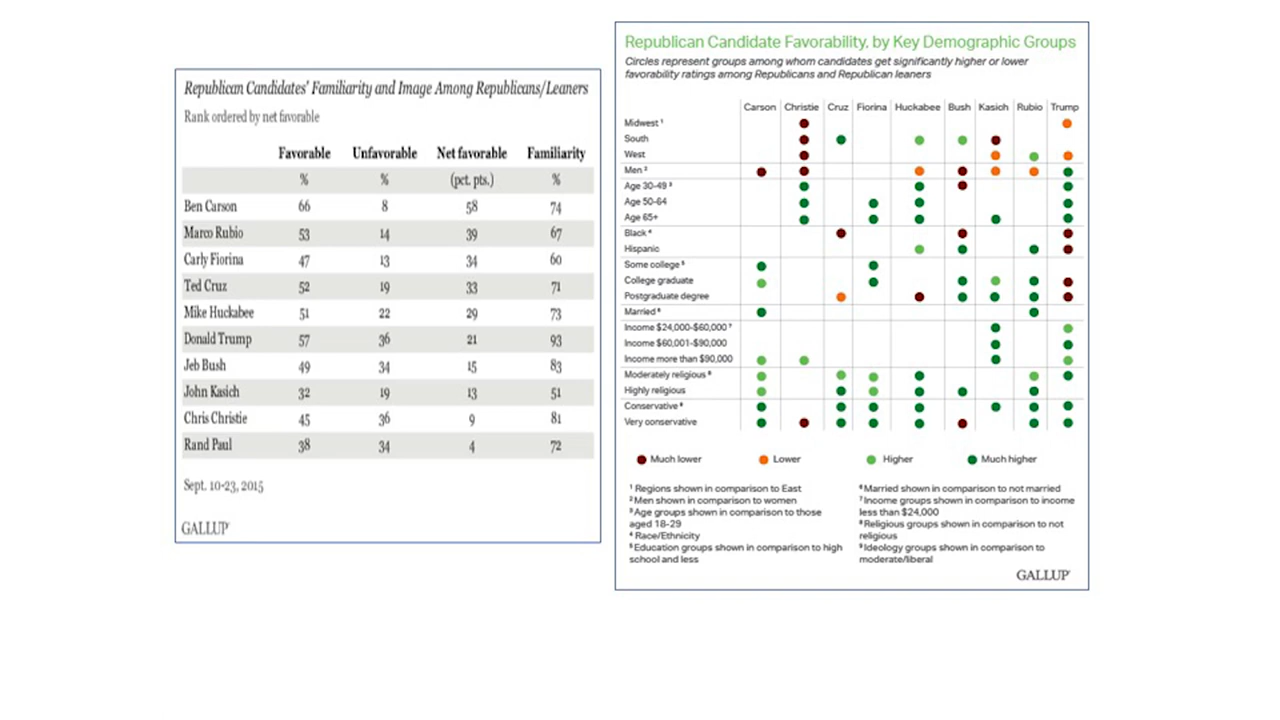 Republican Candidates' Familiarity and Image Among Republicans/Leaners
Rank ordered by net favorable
Favorable Unfavorable Net favorable Familiarity
% % (pct. pts.) %
Ben Carson 66 8 58 74
Marco Rubio 53 14 39 67
Carly Fiorina 47 13 34 60
Ted Cruz 52 19 33 71
Mike Huckabee 51 22 29 73
Donald Trump 57 36 21 93
Jeb Bush 49 34 15 83
John Kasich 32 19 13 51
Chris Christie 45 36 9 81
Rand Paul 38 34 4 72
Sept. 10-23, 2015
GALLUP'
Republican Candidate Favorability, by Key Demographic Groups
Circles represent groups among whom candidates get significantly higher or lower
favorability ratings among Republicans and Republican leaners
Carson Christie Cruz Fiorina Huckabee Bush Kasich Rubio Trump
Midwest ¹
South
West
Men ²
Age 30-49 ³
Age 50-64
Age 65+
Black ⁴
Hispanic
Some college ⁵
College graduate
Postgraduate degree
Married ⁶
Income $24,000-$60,000 ⁷
Income $60,001-$90,000
Income more than $90,000
Moderately religious ⁸
Highly religious
Conservative ⁹
Very conservative
Much lower Lower Higher Much higher
¹ Regions shown in comparison to East
² Men shown in comparison to women
³ Age groups shown in comparison to those
aged 18-29
⁴ Race/Ethnicity
⁵ Education groups shown in comparison to high
school and less
⁶ Married shown in comparison to not married
⁷ Income groups shown in comparison to income
less than $24,000
⁸ Religious groups shown in comparison to not
religious
⁹ Ideology groups shown in comparison to
moderate/liberal
GALLUP'